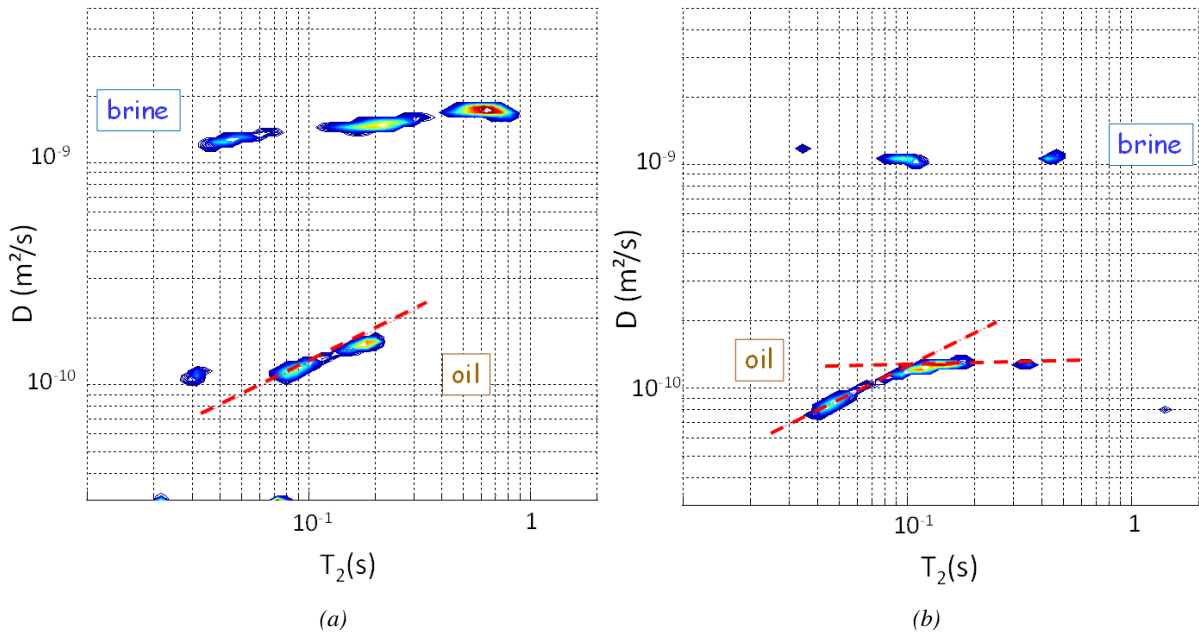 brine
10⁻⁹
D (m²/s)
10⁻¹⁰
oil
10⁻¹
1
T₂(s)
(a)
brine
10⁻⁹
D (m²/s)
oil
10⁻¹⁰
10⁻¹
1
T₂(s)
(b)